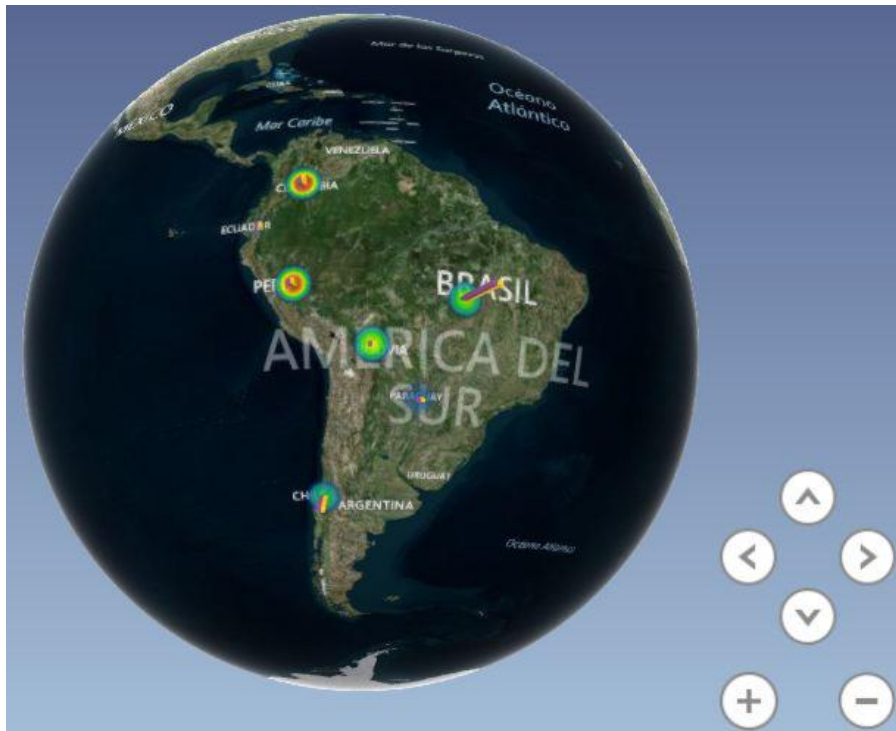 Mar de los Sargazos
Océano
Atlántico
MÉXICO
CUBA
Mar Caribe
VENEZUELA
ECUADOR
BRASIL
AMÉRICA DEL
SUR
PARAGUAY
URUGUAY
ARGENTINA
Océano Atlántico